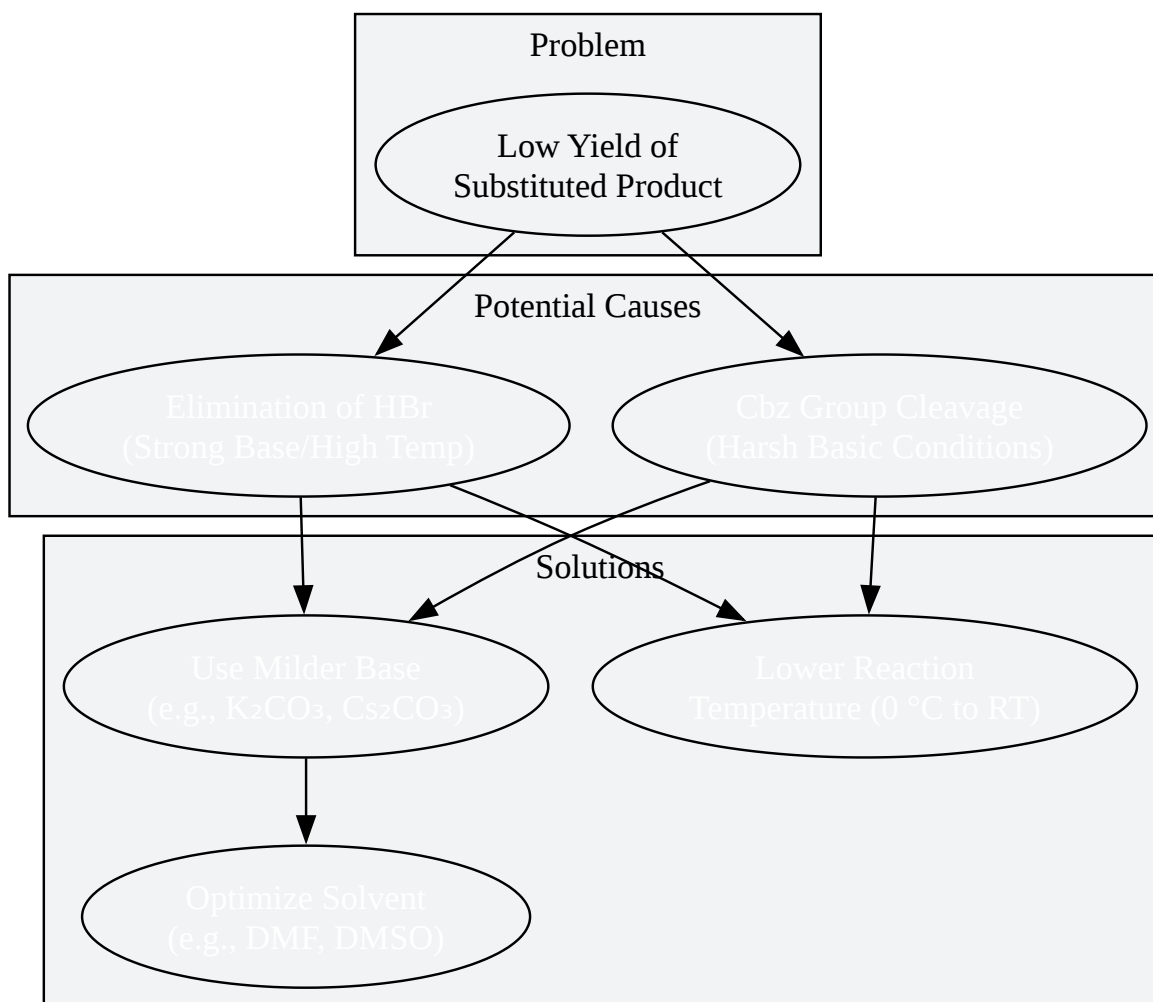 Problem
Low Yield of
Substituted Product
Potential Causes
Elimination of HBr
(Strong Base/High Temp)
Cbz Group Cleavage
(Harsh Basic Conditions)
Solutions
Use Milder Base
(e.g., K₂CO₃, Cs₂CO₃)
Lower Reaction
Temperature (0 °C to RT)
Optimize Solvent
(e.g., DMF, DMSO)